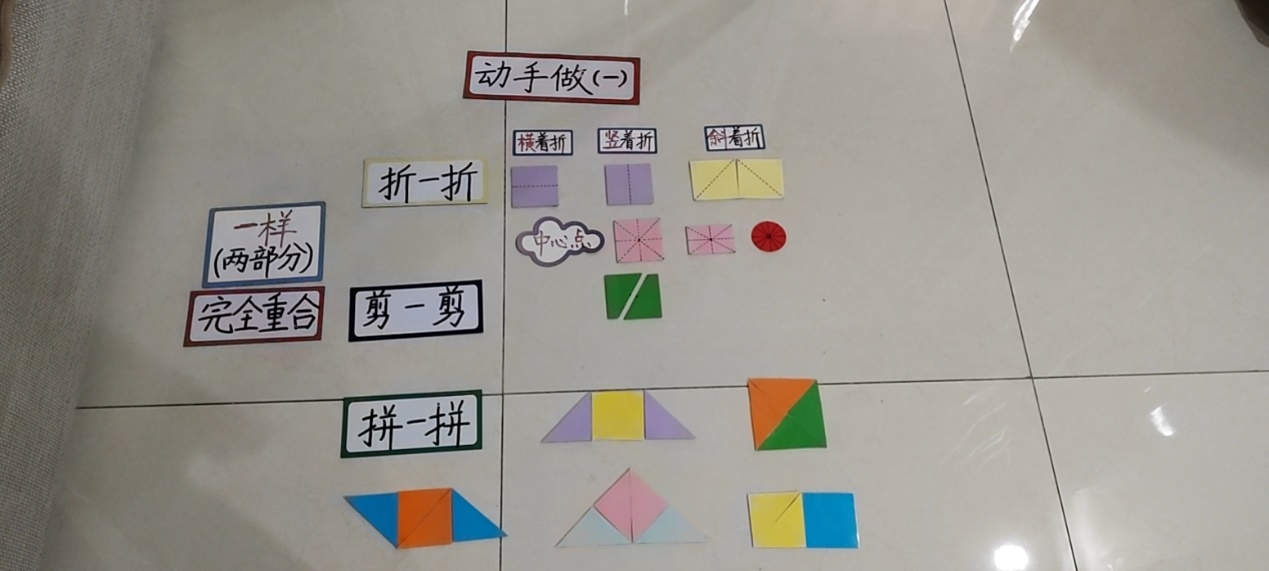 动手做(一)
横着折
竖着折
斜着折
折一折
一样
(两部分)
中心点
完全重合
剪一剪
拼一拼